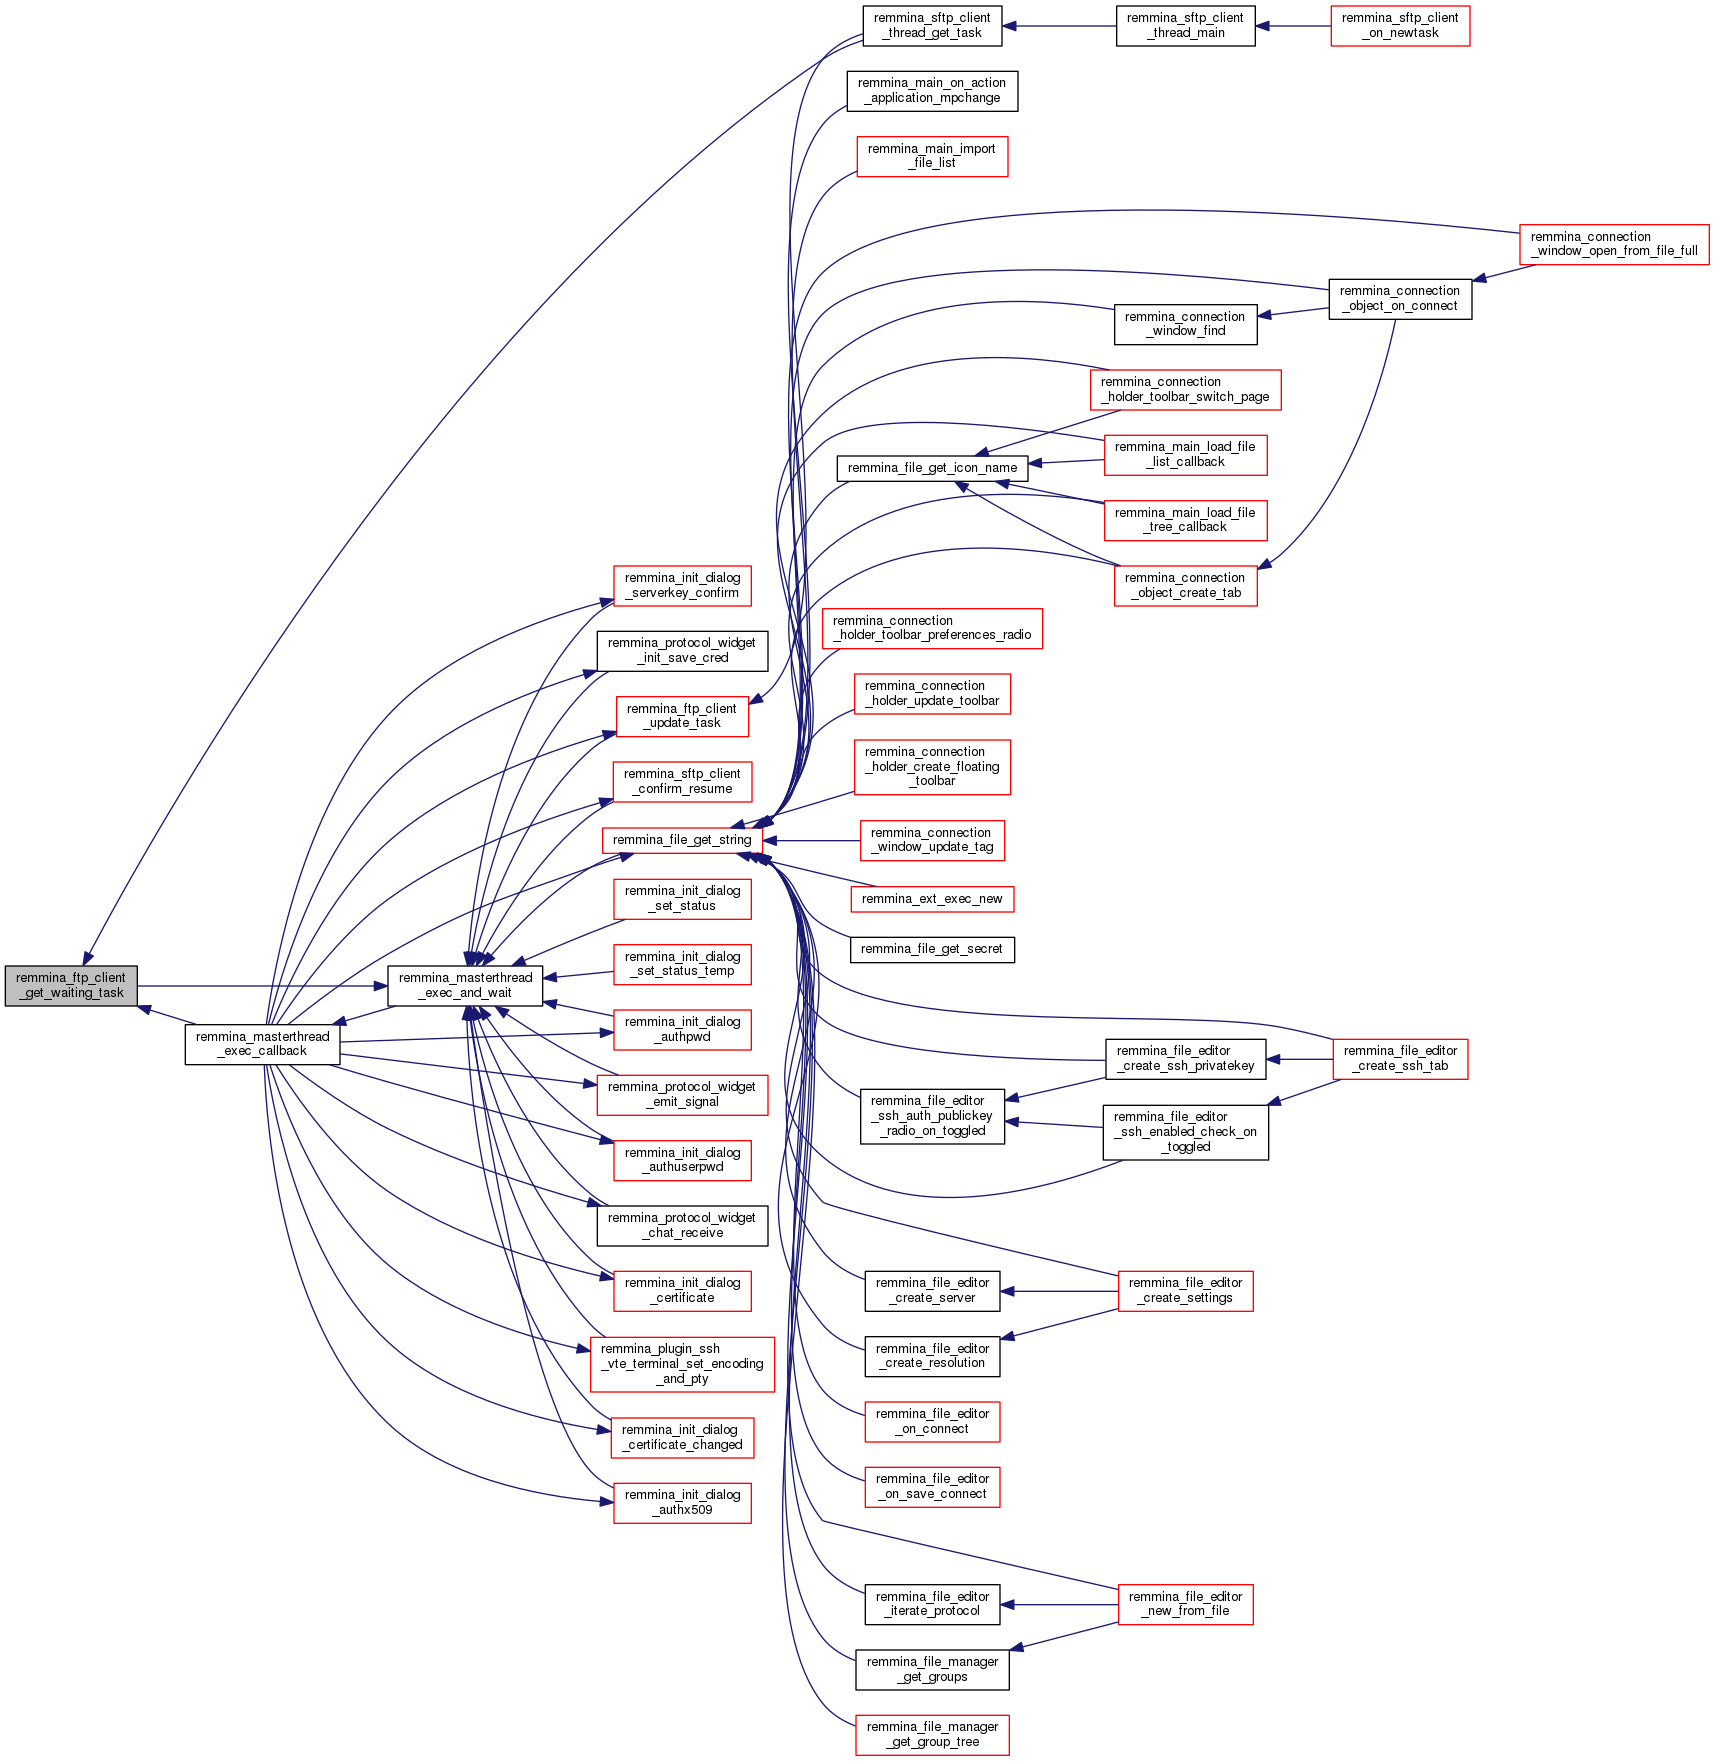 remmina_sftp_client
_thread_get_task
remmina_sftp_client
_thread_main
remmina_sftp_client
_on_newtask
remmina_main_on_action
_application_mpchange
remmina_main_import
_file_list
remmina_connection
_window_open_from_file_full
remmina_connection
_object_on_connect
remmina_connection
_window_find
remmina_connection
_holder_toolbar_switch_page
remmina_main_load_file
_list_callback
remmina_file_get_icon_name
remmina_main_load_file
_tree_callback
remmina_connection
_object_create_tab
remmina_init_dialog
_serverkey_confirm
remmina_connection
_holder_toolbar_preferences_radio
remmina_protocol_widget
_init_save_cred
remmina_connection
_holder_update_toolbar
remmina_ftp_client
_update_task
remmina_connection
_holder_create_floating
_toolbar
remmina_sftp_client
_confirm_resume
remmina_file_get_string
remmina_connection
_window_update_tag
remmina_init_dialog
_set_status
remmina_ext_exec_new
remmina_file_get_secret
remmina_init_dialog
_set_status_temp
remmina_ftp_client
_get_waiting_task
remmina_masterthread
_exec_and_wait
remmina_masterthread
_exec_callback
remmina_init_dialog
_authpwd
remmina_file_editor
_create_ssh_privatekey
remmina_file_editor
_create_ssh_tab
remmina_protocol_widget
_emit_signal
remmina_file_editor
_ssh_auth_publickey
_radio_on_toggled
remmina_file_editor
_ssh_enabled_check_on
_toggled
remmina_init_dialog
_authuserpwd
remmina_protocol_widget
_chat_receive
remmina_init_dialog
_certificate
remmina_file_editor
_create_server
remmina_file_editor
_create_settings
remmina_plugin_ssh
_vte_terminal_set_encoding
_and_pty
remmina_file_editor
_create_resolution
remmina_init_dialog
_certificate_changed
remmina_file_editor
_on_connect
remmina_init_dialog
_authx509
remmina_file_editor
_on_save_connect
remmina_file_editor
_iterate_protocol
remmina_file_editor
_new_from_file
remmina_file_manager
_get_groups
remmina_file_manager
_get_group_tree